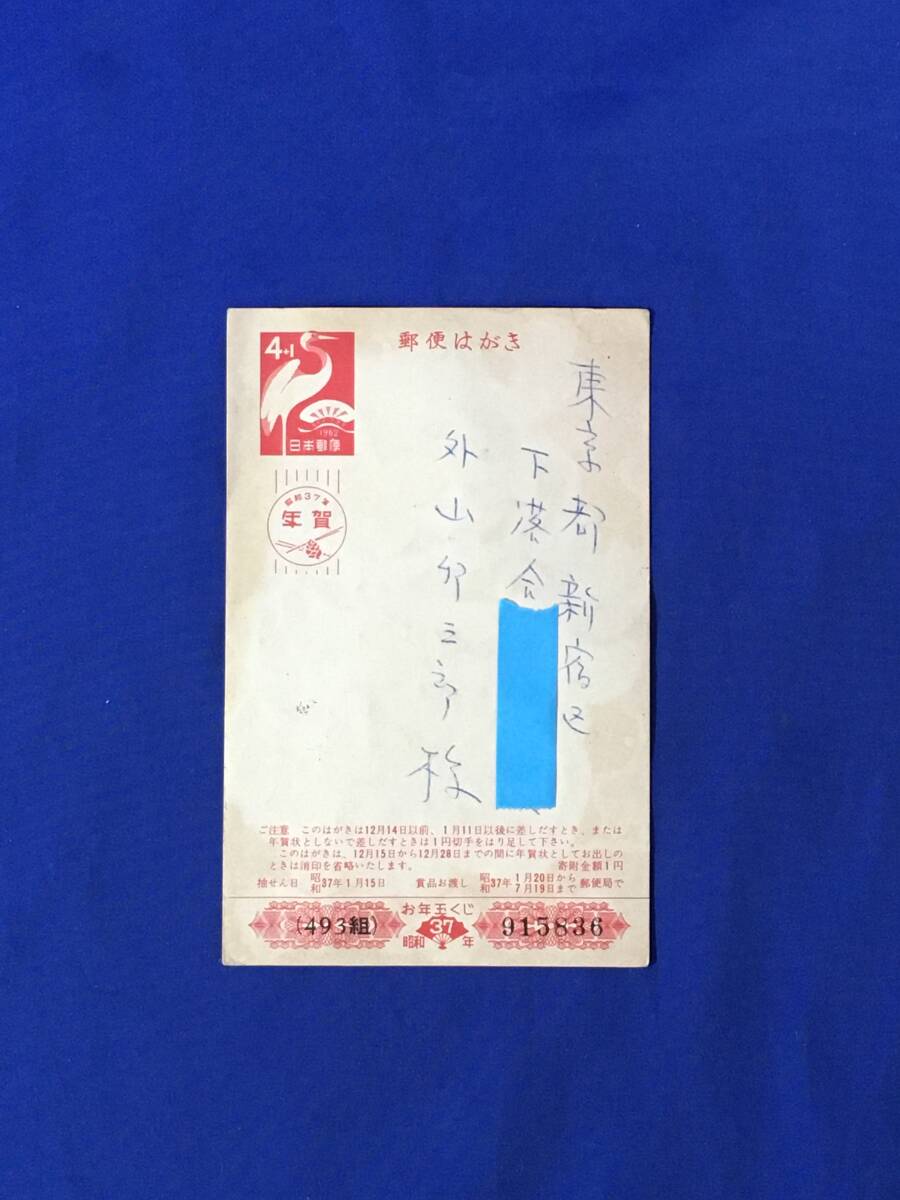 郵便はがき
4+1
1962
日本郵便
昭和37年
年賀
東京都新宿区
下落合
外山卯三郎様
ご注意 このはがきは12月14日以前、1月11日以後に差しだすとき、または
年賀状としないで差しだすときは1円切手をはり足して下さい。
このはがきは、12月15日から12月28日までの間に年賀状としてお出しの
ときは消印を省略いたします。 寄附金額1円
抽せん日 昭和37年1月15日 賞品お渡し 昭和37年1月20日から7月19日まで郵便局で
(493組)
お年玉くじ
昭和37年
915836